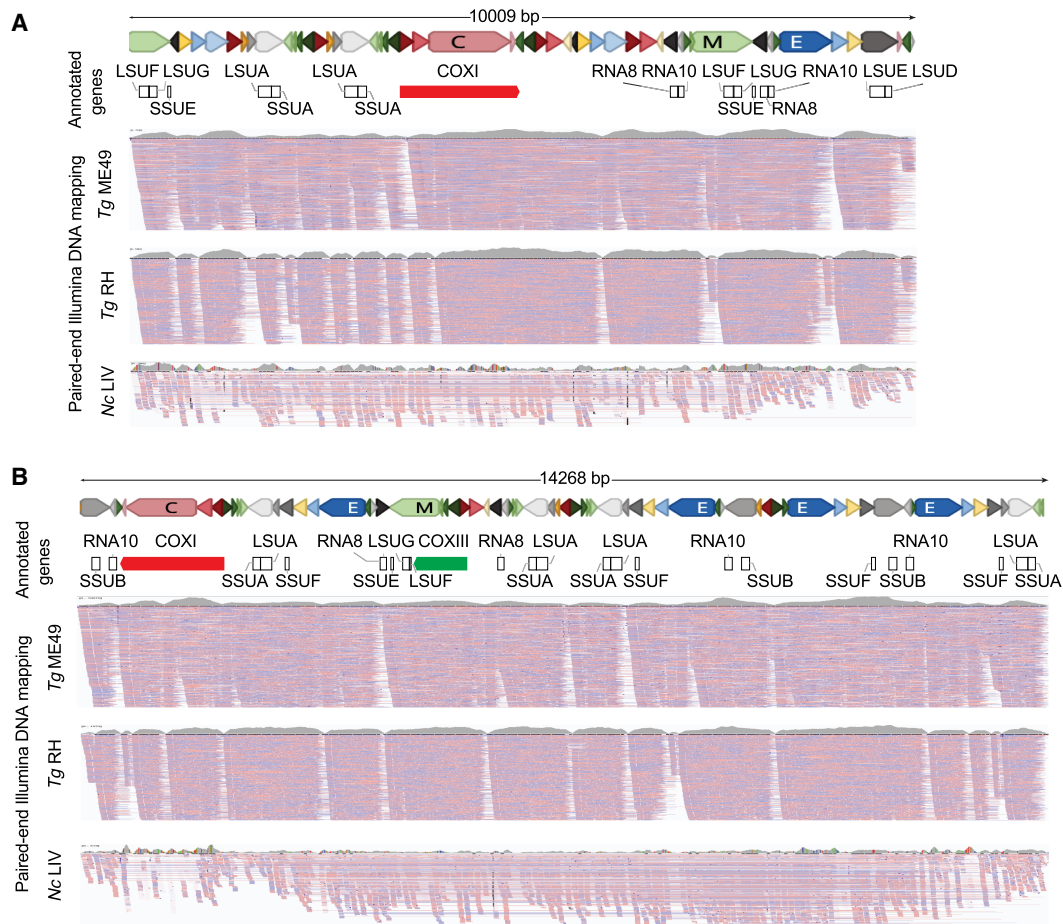 A
10009 bp
C M E
Annotated genes
LSUF LSUG LSUA LSUA COXI RNA8 RNA10 LSUF LSUG RNA10 LSUE LSUD
SSUE SSUA SSUA SSUE RNA8
Paired-end Illumina DNA mapping
Tg ME49
Tg RH
Nc LIV
B
14268 bp
C E M E E E
Annotated genes
RNA10 COXI LSUA RNA8 LSUG COXIII RNA8 LSUA LSUA RNA10 RNA10 LSUA
SSUB SSUA SSUF SSUE LSUF SSUA SSUA SSUF SSUB SSUF SSUB SSUF SSUA
Paired-end Illumina DNA mapping
Tg ME49
Tg RH
Nc LIV